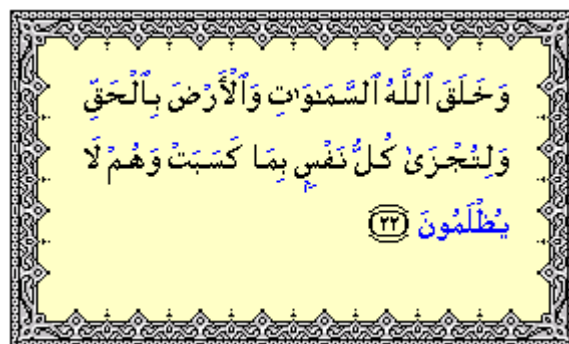 وَخَلَقَ ٱللَّهُ ٱلسَّمَـٰوَٰتِ وَٱلْأَرْضَ بِٱلْحَقِّ
وَلِتُجْزَىٰ كُلُّ نَفْسٍۭ بِمَا كَسَبَتْ وَهُمْ لَا
يُظْلَمُونَ ٢٢